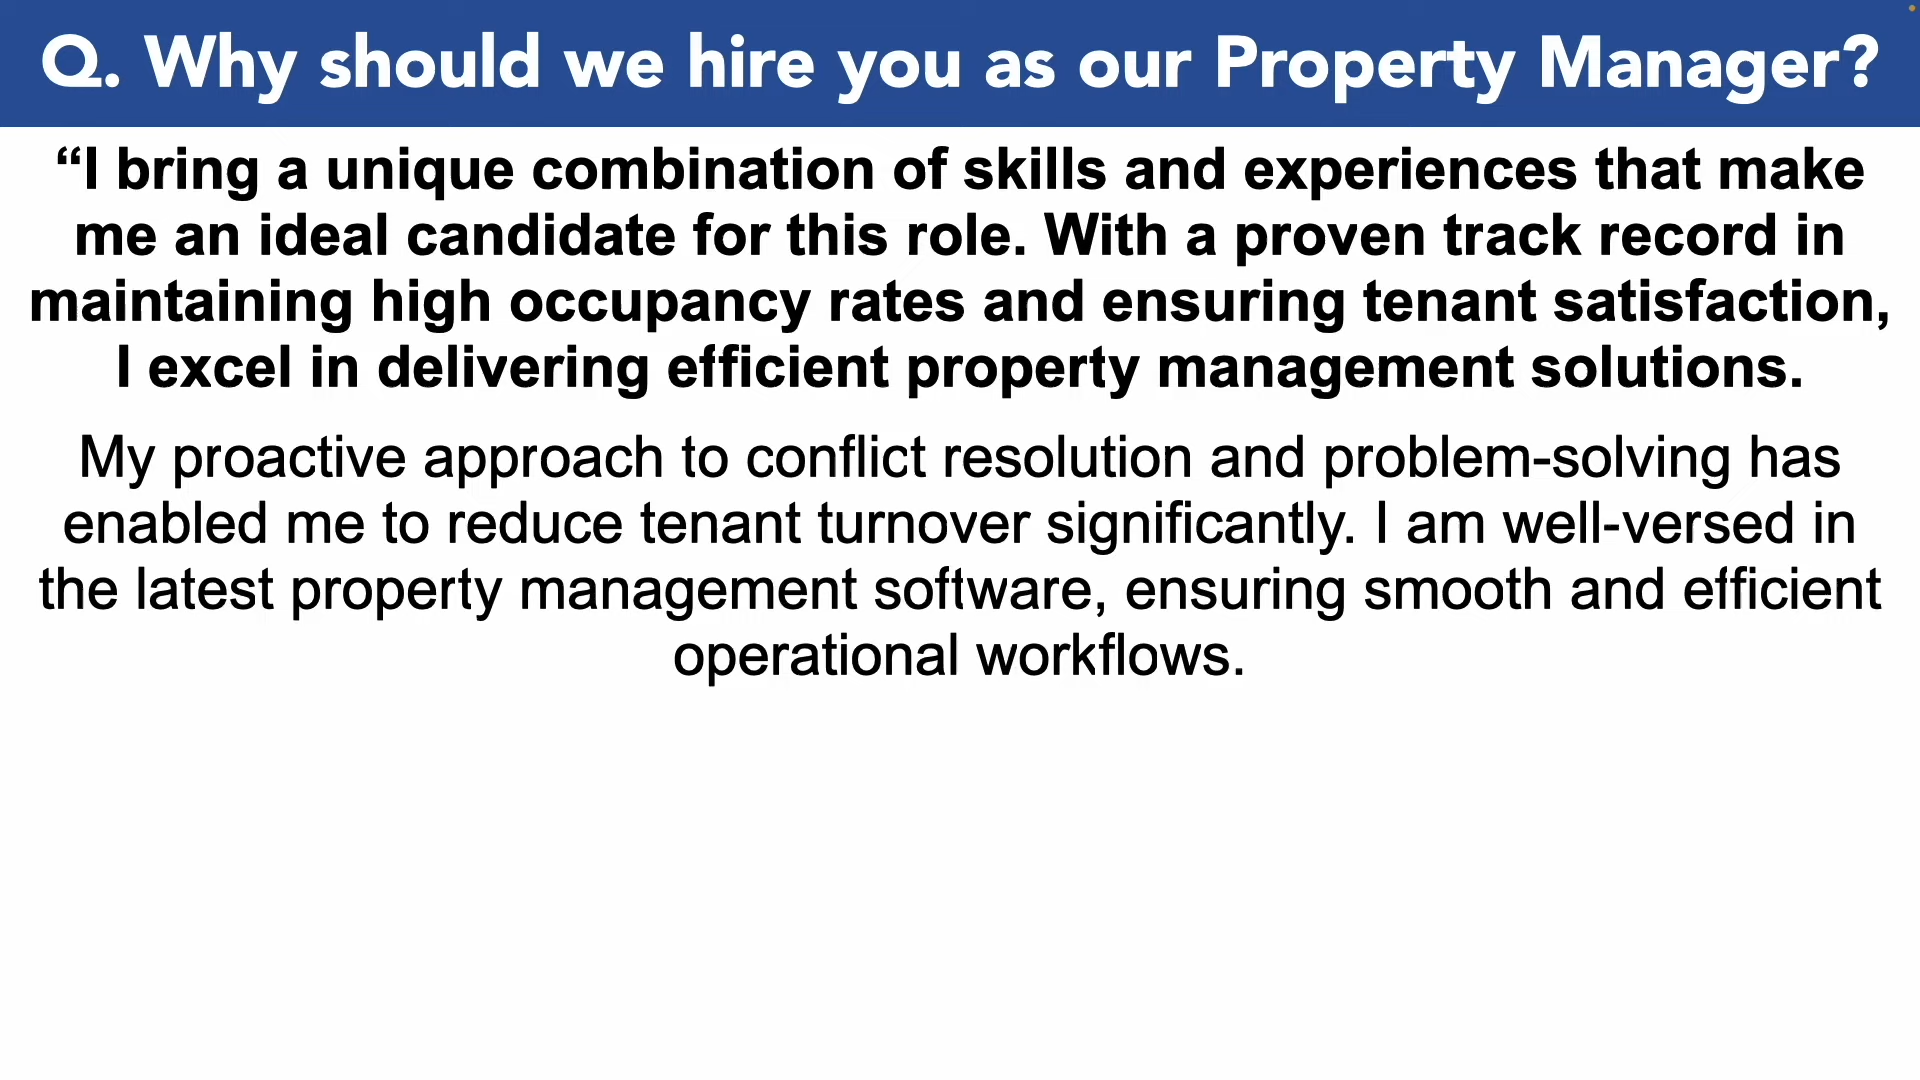 Q. Why should we hire you as our Property Manager?
“I bring a unique combination of skills and experiences that make
me an ideal candidate for this role. With a proven track record in
maintaining high occupancy rates and ensuring tenant satisfaction,
I excel in delivering efficient property management solutions.
My proactive approach to conflict resolution and problem-solving has
enabled me to reduce tenant turnover significantly. I am well-versed in
the latest property management software, ensuring smooth and efficient
operational workflows.